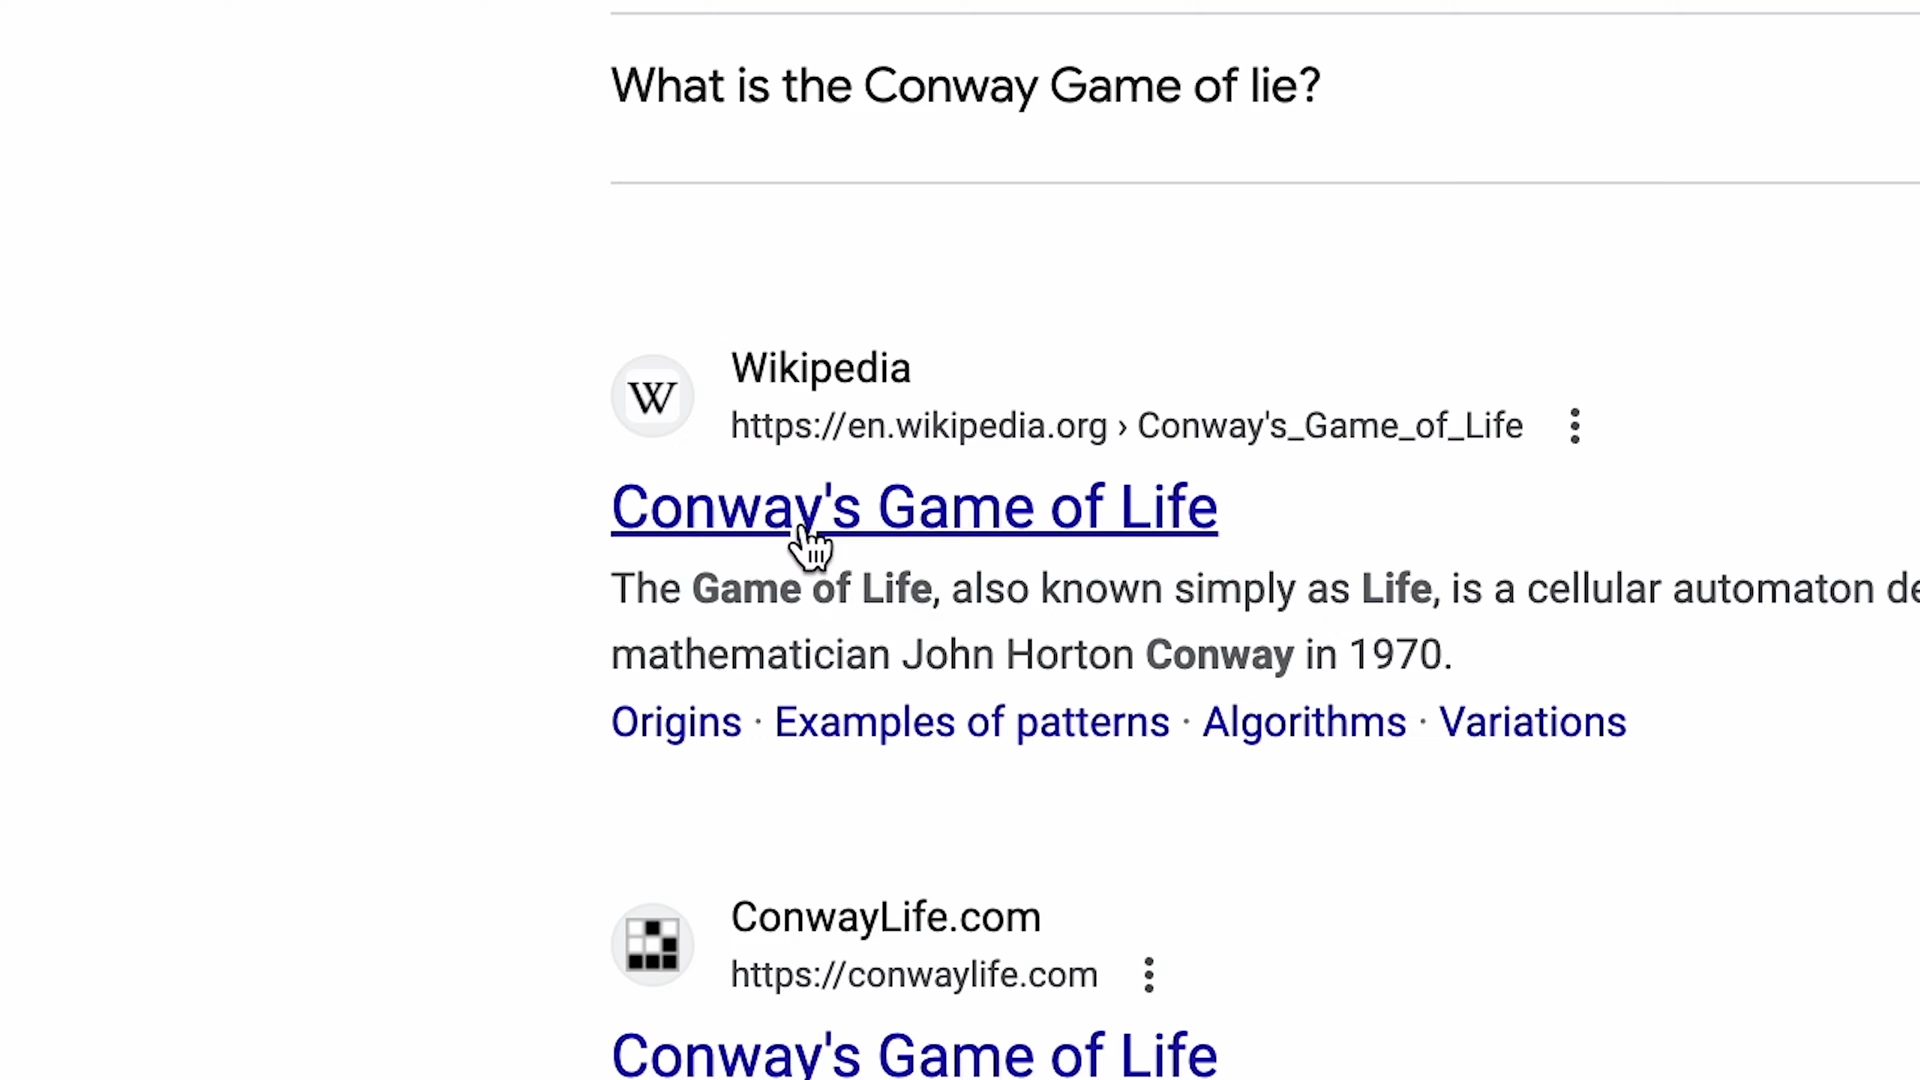 What is the Conway Game of lie?
W
Wikipedia
https://en.wikipedia.org › Conway's_Game_of_Life
Conway's Game of Life
The Game of Life, also known simply as Life, is a cellular automaton de
mathematician John Horton Conway in 1970.
Origins · Examples of patterns · Algorithms · Variations
ConwayLife.com
https://conwaylife.com
Conway's Game of Life